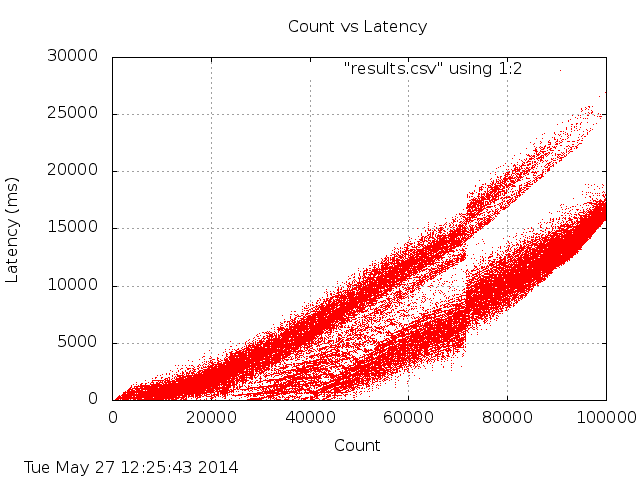 Count vs Latency
"results.csv" using 1:2
30000
25000
20000
15000
10000
5000
0
Latency (ms)
0 20000 40000 60000 80000 100000
Count
Tue May 27 12:25:43 2014